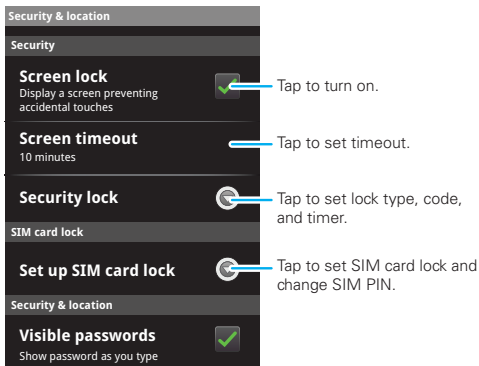 Security & location
Security
Screen lock
Display a screen preventing
accidental touches
Tap to turn on.
Screen timeout
10 minutes
Tap to set timeout.
Security lock
Tap to set lock type, code,
and timer.
SIM card lock
Set up SIM card lock
Tap to set SIM card lock and
change SIM PIN.
Security & location
Visible passwords
Show password as you type